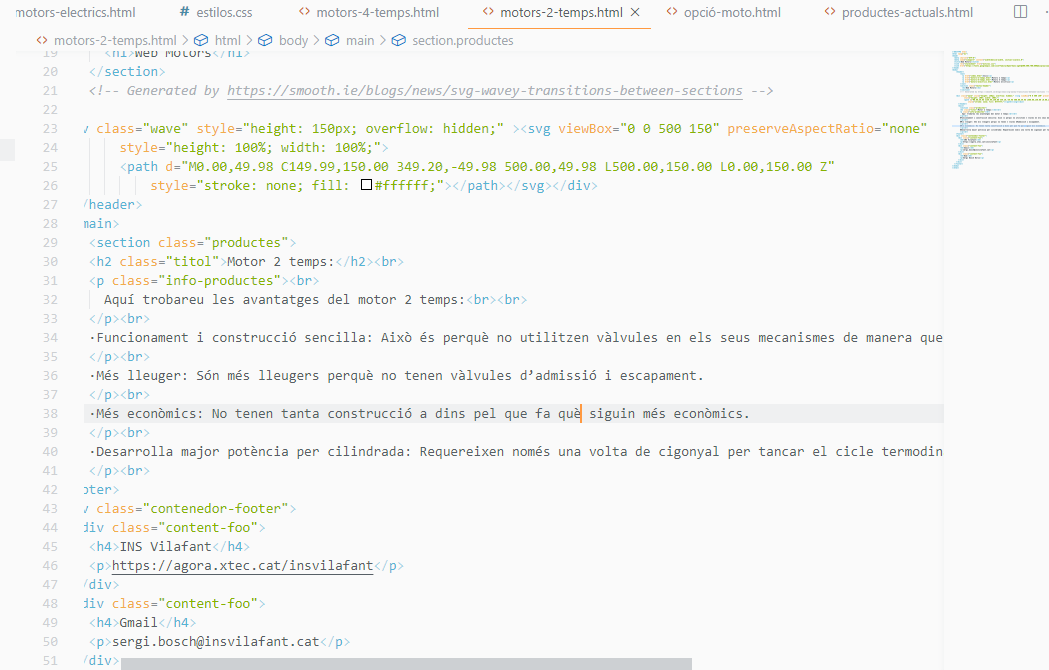 motors-electrics.html # estilos.css <> motors-4-temps.html <> motors-2-temps.html × <> opció-moto.html <> productes-actuals.html
<> motors-2-temps.html > html > body > main > section.productes
19 <h1>Web Motors</h1>
20 </section>
21 <!-- Generated by https://smooth.ie/blogs/news/svg-wavey-transitions-between-sections -->
22
23 v class="wave" style="height: 150px; overflow: hidden;" ><svg viewBox="0 0 500 150" preserveAspectRatio="none"
24 style="height: 100%; width: 100%;">
25 <path d="M0.00,49.98 C149.99,150.00 349.20,-49.98 500.00,49.98 L500.00,150.00 L0.00,150.00 Z"
26 style="stroke: none; fill: #ffffff;"></path></svg></div>
27 /header>
28 main>
29 <section class="productes">
30 <h2 class="titol">Motor 2 temps:</h2><br>
31 <p class="info-productes"><br>
32 Aquí trobareu les avantatges del motor 2 temps:<br><br>
33 </p><br>
34 ·Funcionament i construcció sencilla: Això és perquè no utilitzen vàlvules en els seus mecanismes de manera que
35 </p><br>
36 ·Més lleuger: Són més lleugers perquè no tenen vàlvules d’admissió i escapament.
37 </p><br>
38 ·Més econòmics: No tenen tanta construcció a dins pel que fa què siguin més econòmics.
39 </p><br>
40 ·Desarrolla major potència per cilindrada: Requereixen només una volta de cigonyal per tancar el cicle termodin
41 </p><br>
42 oter>
43 v class="contenedor-footer">
44 div class="content-foo">
45 <h4>INS Vilafant</h4>
46 <p>https://agora.xtec.cat/insvilafant</p>
47 /div>
48 div class="content-foo">
49 <h4>Gmail</h4>
50 <p>sergi.bosch@insvilafant.cat</p>
51 /div>